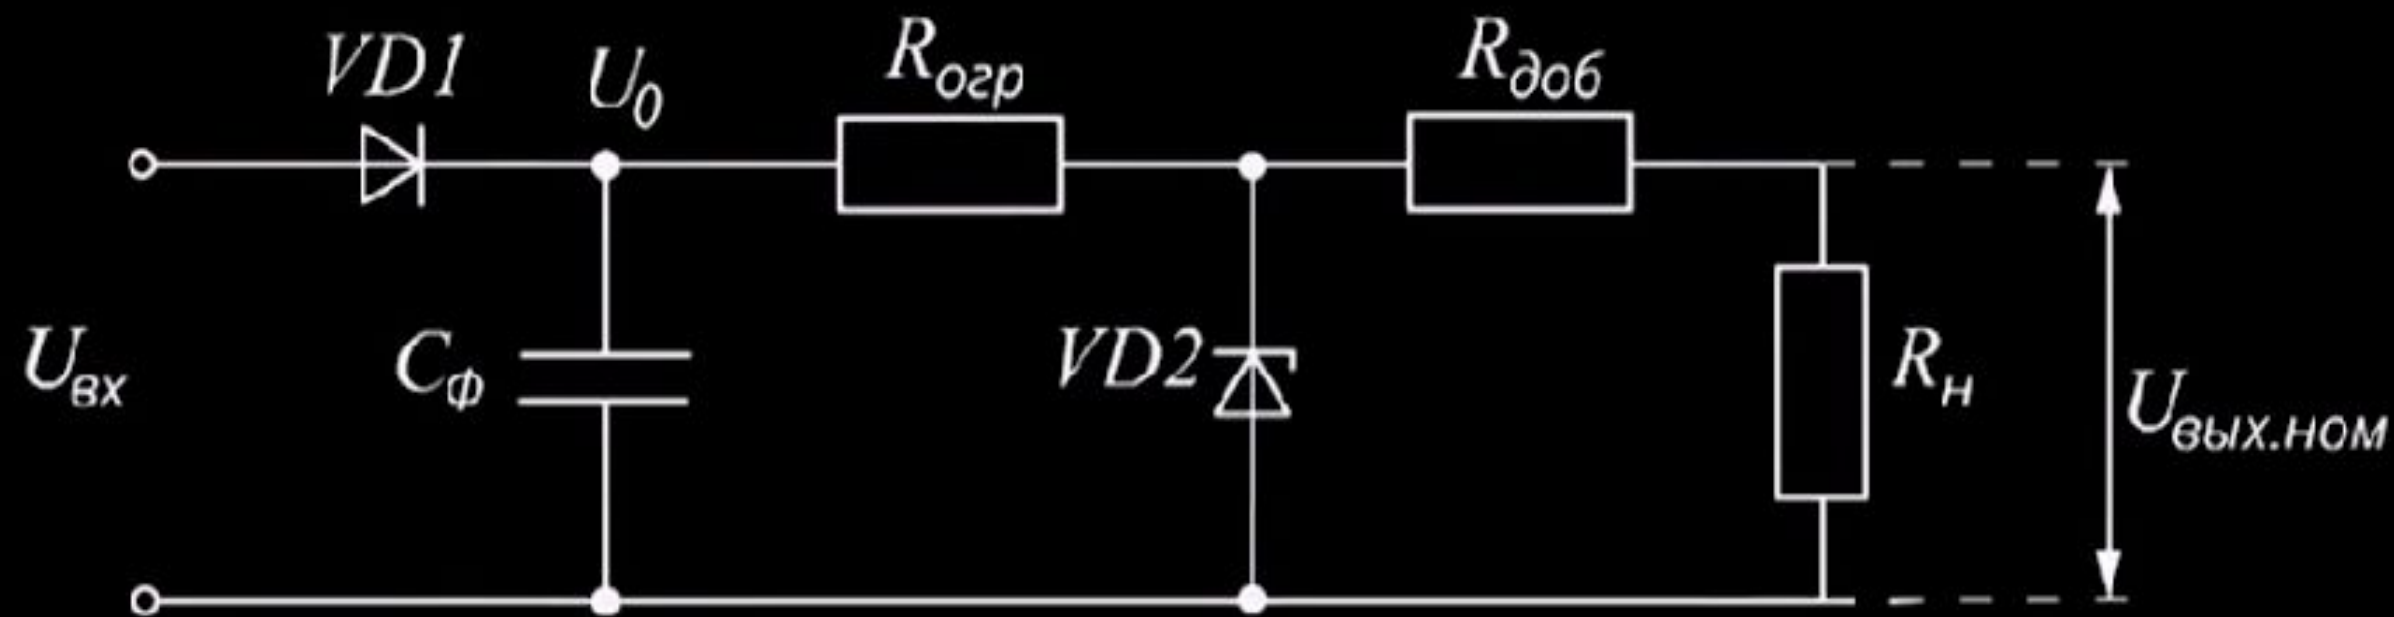 VD1
U₀
Rогр
Rдоб
Uвх
Cф
VD2
Rн
Uвых.ном